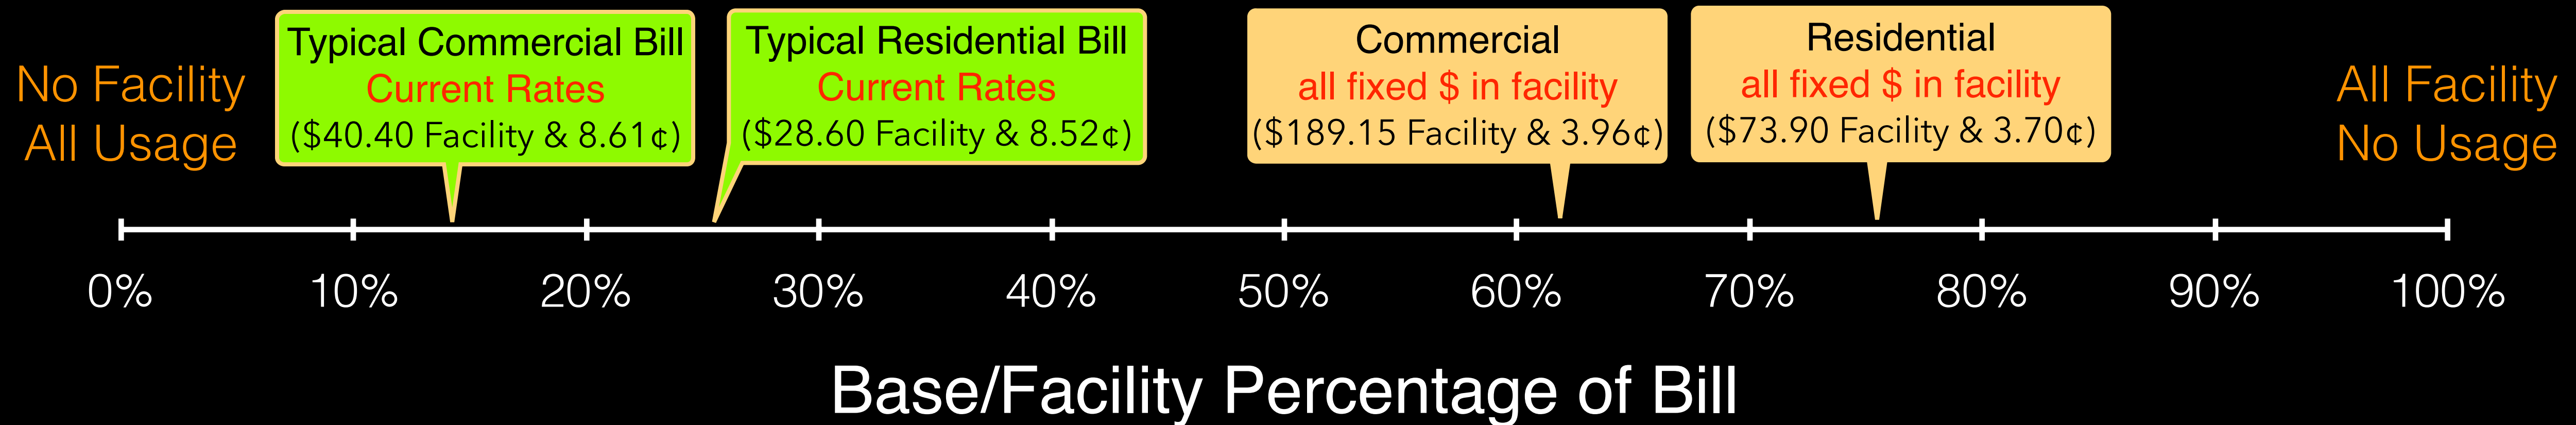 No Facility
All Usage
Typical Commercial Bill
Current Rates
($40.40 Facility & 8.61¢)
Typical Residential Bill
Current Rates
($28.60 Facility & 8.52¢)
Commercial
all fixed $ in facility
($189.15 Facility & 3.96¢)
Residential
all fixed $ in facility
($73.90 Facility & 3.70¢)
All Facility
No Usage
0% 10% 20% 30% 40% 50% 60% 70% 80% 90% 100%
Base/Facility Percentage of Bill